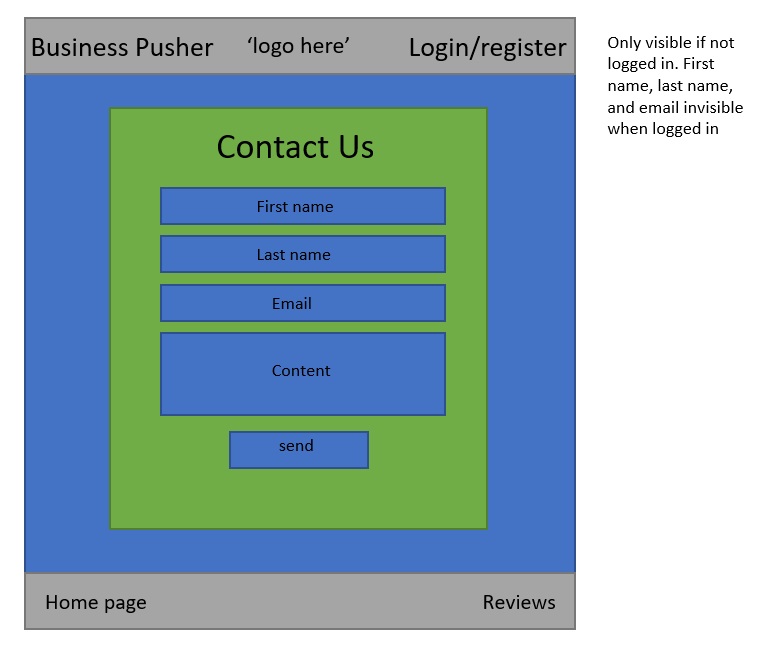 Business Pusher ‘logo here’ Login/register
Only visible if not
logged in. First
name, last name,
and email invisible
when logged in
Contact Us
First name
Last name
Email
Content
send
Home page Reviews